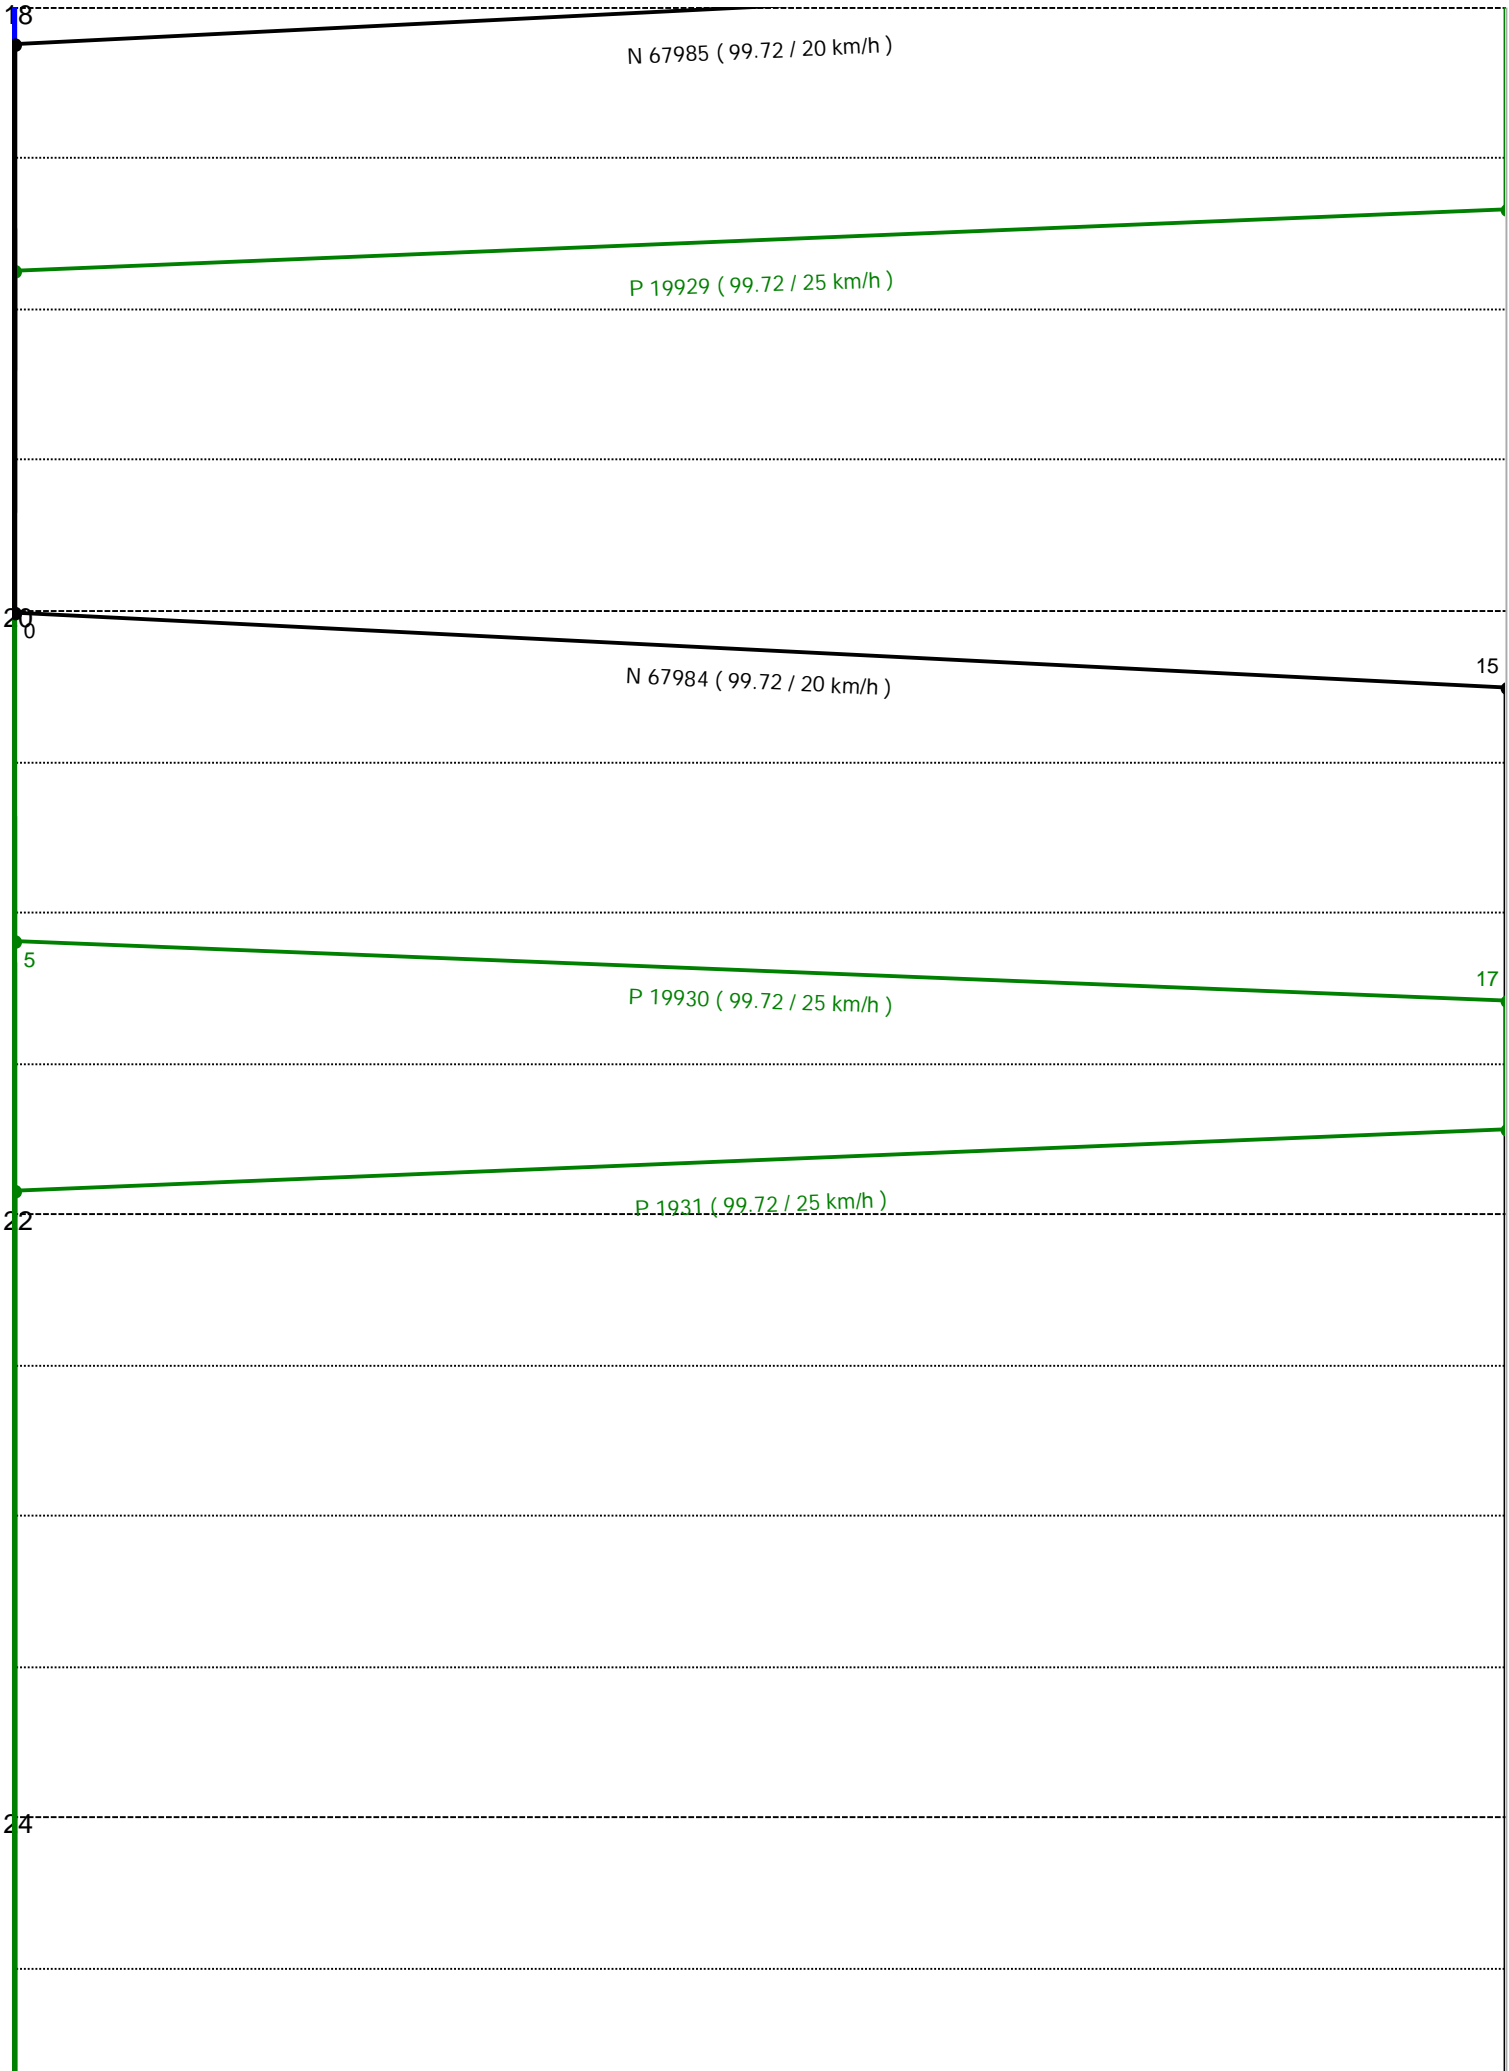 18
N 67985 ( 99.72 / 20 km/h )
P 19929 ( 99.72 / 25 km/h )
20
0
15
N 67984 ( 99.72 / 20 km/h )
5
17
P 19930 ( 99.72 / 25 km/h )
P 1931 ( 99.72 / 25 km/h )
22
24